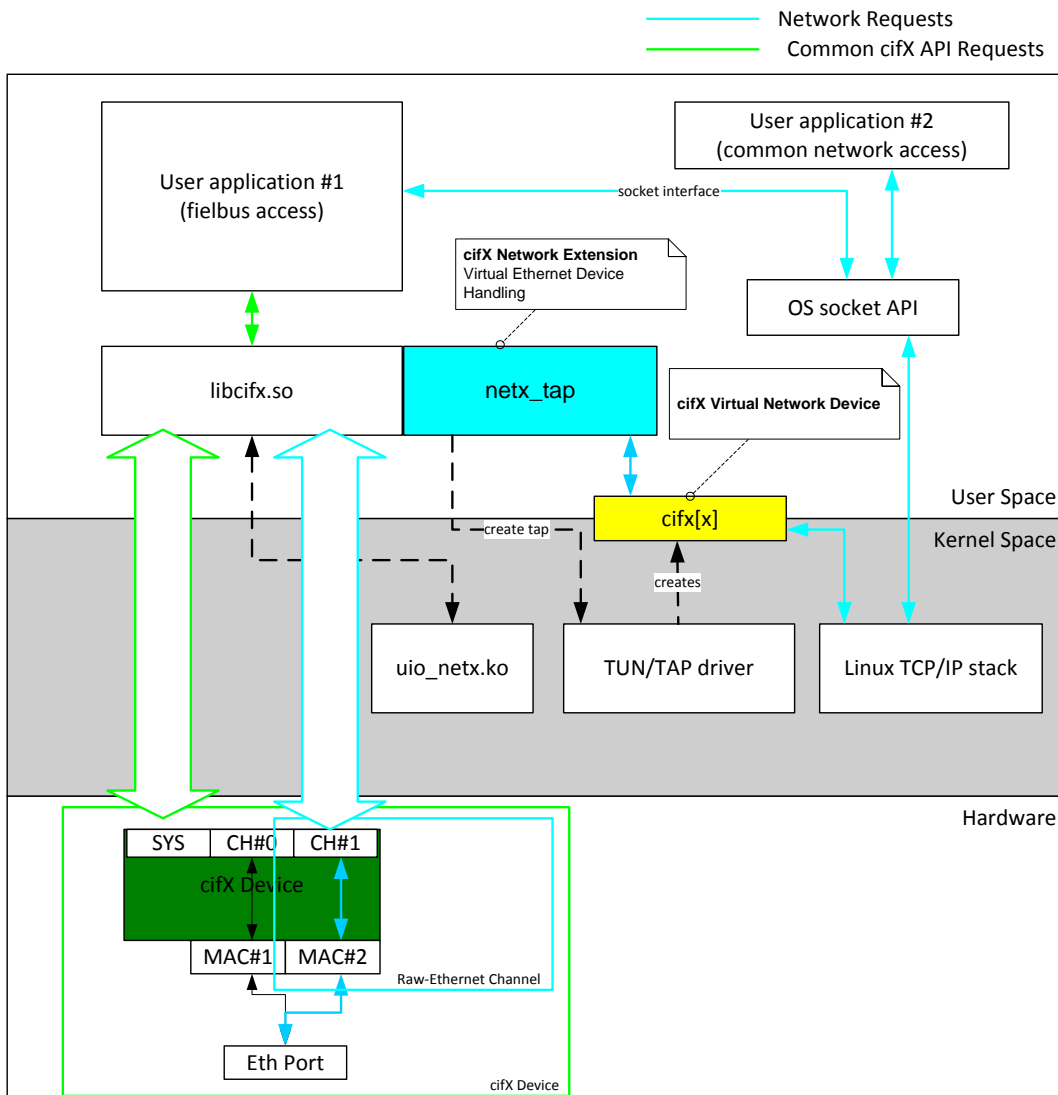 Network Requests
Common cifX API Requests
User application #1
(fielbus access)
User application #2
(common network access)
socket interface
cifX Network Extension
Virtual Ethernet Device
Handling
OS socket API
libcifx.so
netx_tap
cifX Virtual Network Device
User Space
cifx[x]
create tap
Kernel Space
creates
uio_netx.ko
TUN/TAP driver
Linux TCP/IP stack
Hardware
SYS
CH#0
CH#1
cifX Device
MAC#1
MAC#2
Raw-Ethernet Channel
Eth Port
cifX Device